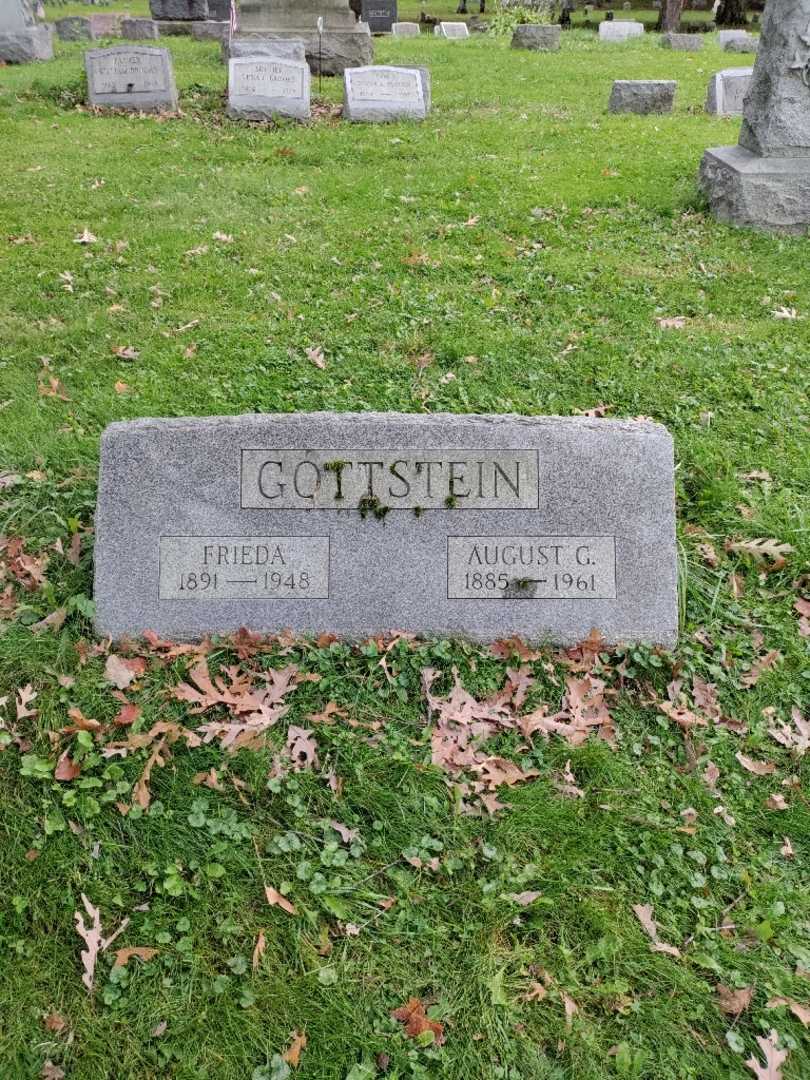 GOTTSTEIN
FRIEDA
1891 — 1948
AUGUST G.
1885 — 1961